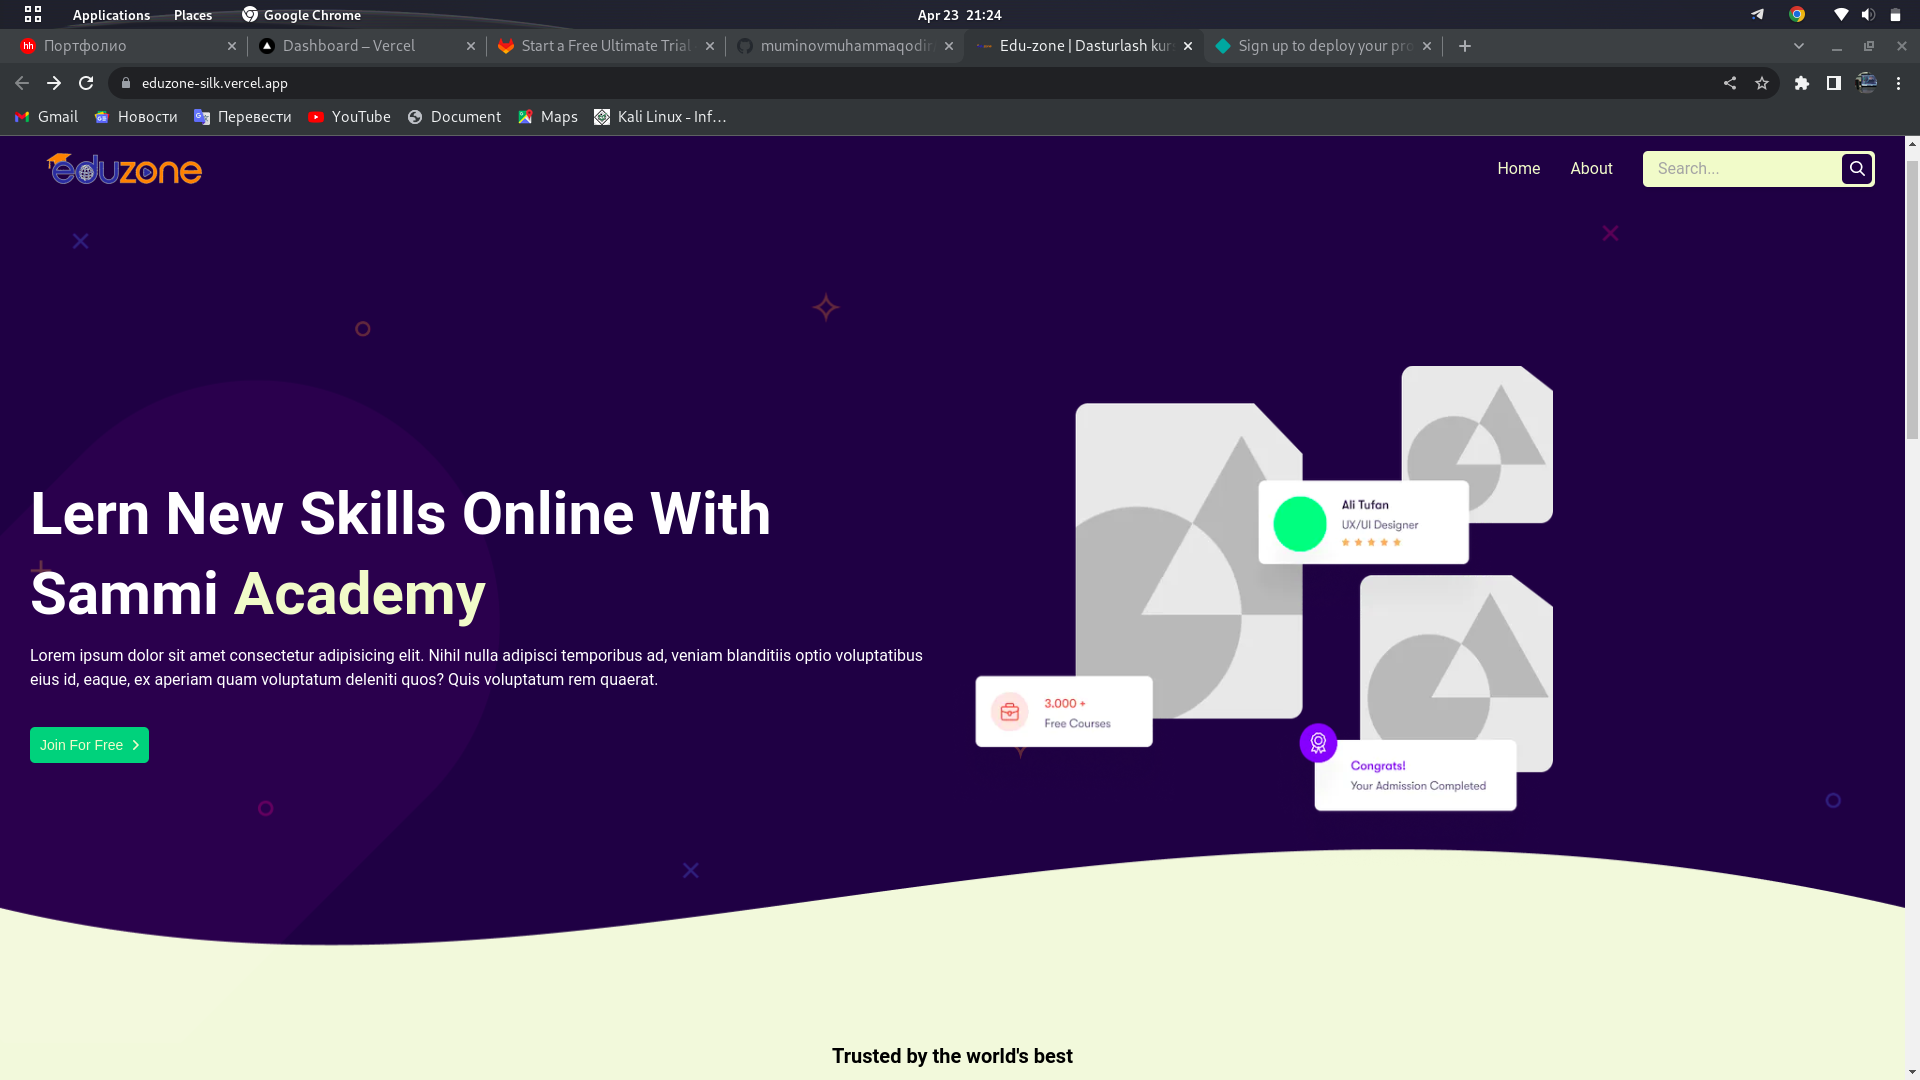 Applications Places Google Chrome Apr 23 21:24
Портфолио Dashboard – Vercel Start a Free Ultimate Trial muminovmuhammaqodir Edu-zone | Dasturlash kur Sign up to deploy your pro
eduzone-silk.vercel.app
Gmail Новости Перевести YouTube Document Maps Kali Linux - Inf…
eduzone Home About Search...
Lern New Skills Online With
Sammi Academy
Lorem ipsum dolor sit amet consectetur adipisicing elit. Nihil nulla adipisci temporibus ad, veniam blanditiis optio voluptatibus
eius id, eaque, ex aperiam quam voluptatum deleniti quos? Quis voluptatum rem quaerat.
Join For Free
Ali Tufan
UX/UI Designer
3.000 +
Free Courses
Congrats!
Your Admission Completed
Trusted by the world's best